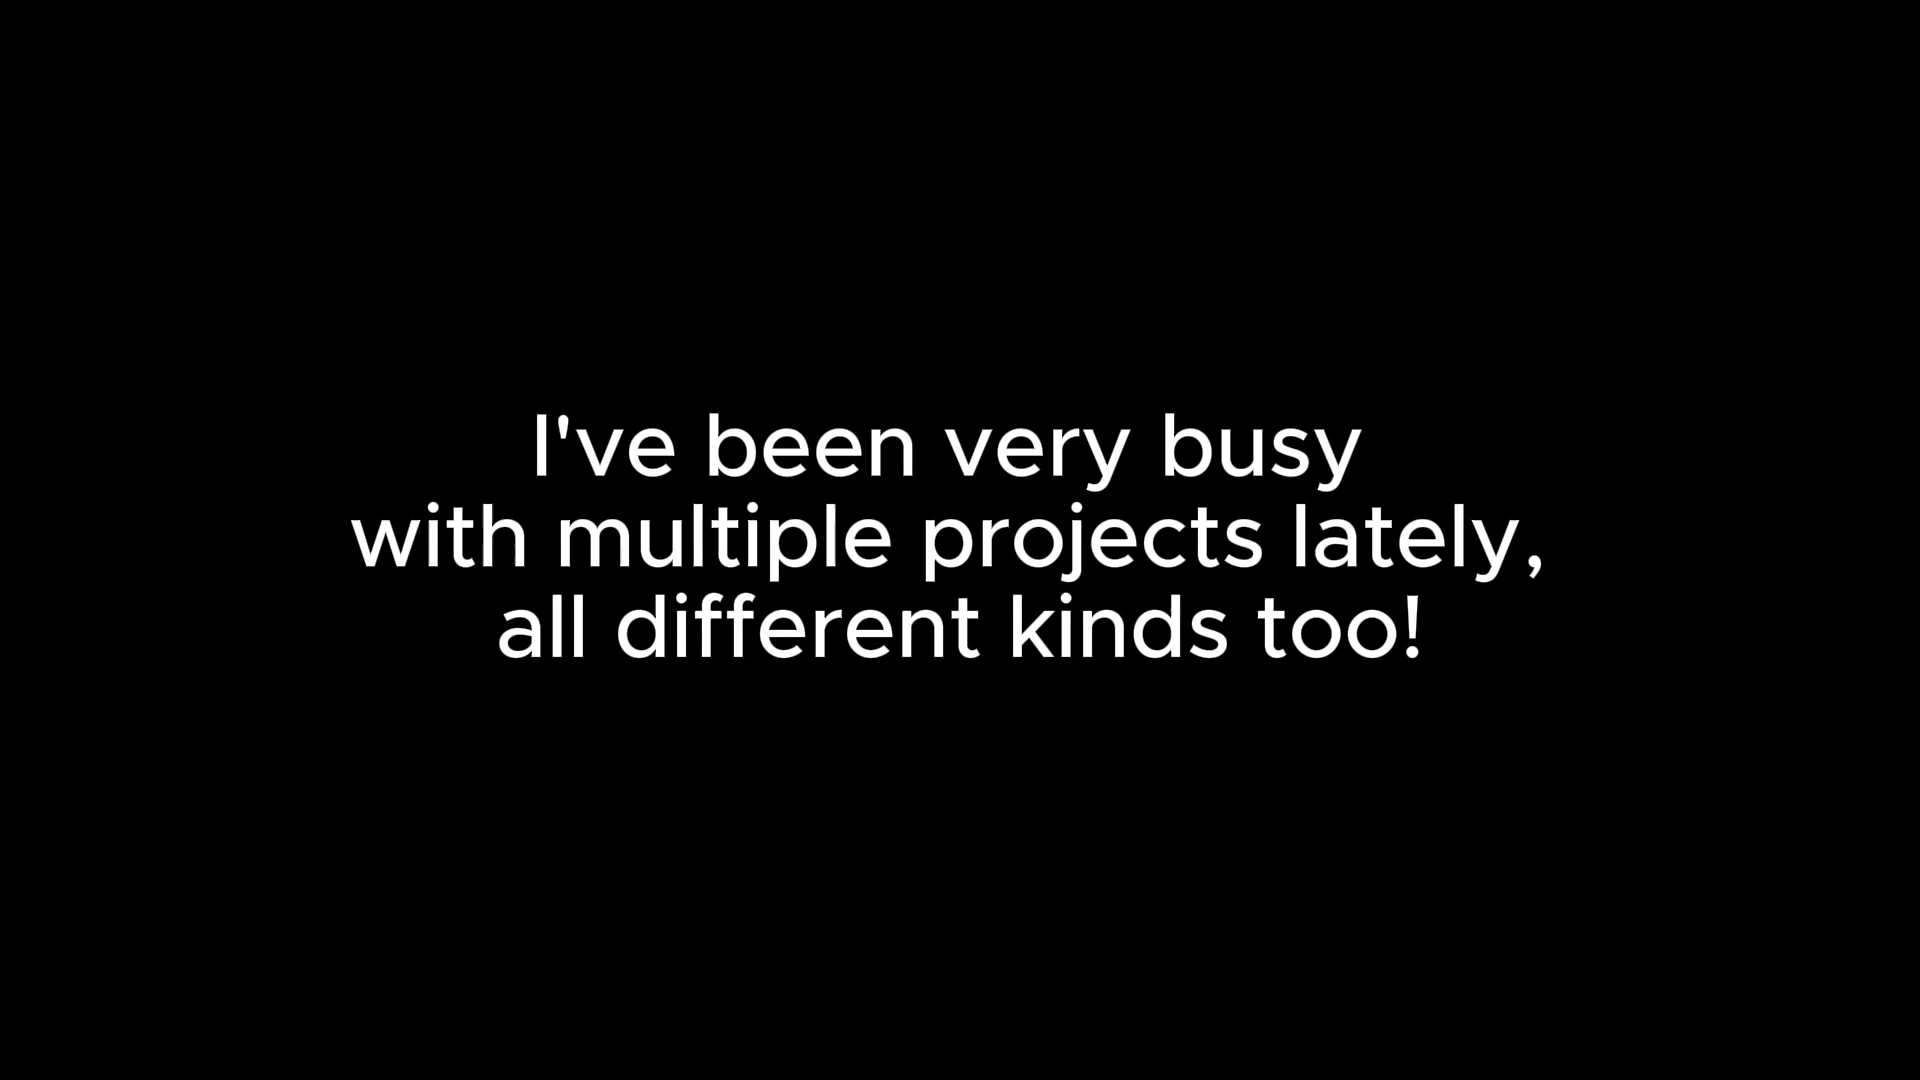 I've been very busy
with multiple projects lately,
all different kinds too!